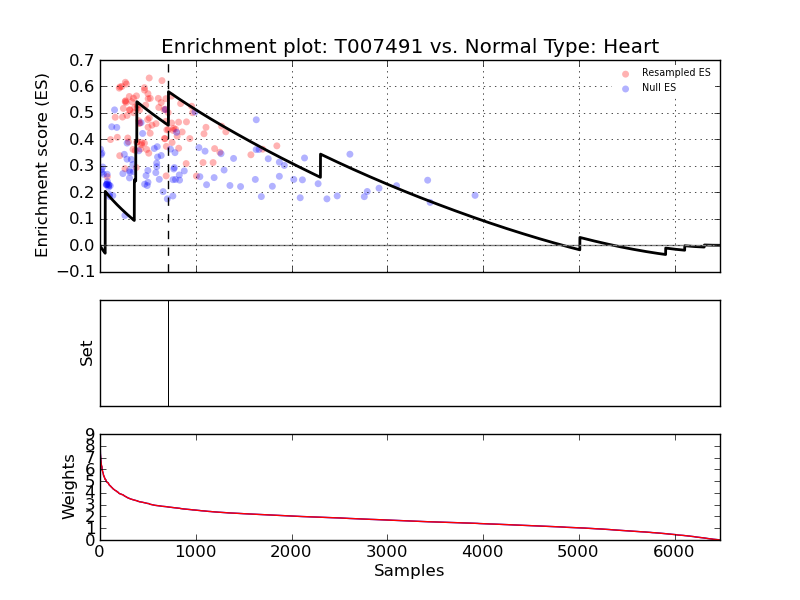 Enrichment plot: T007491 vs. Normal Type: Heart
Enrichment score (ES)
0.7
0.6
0.5
0.4
0.3
0.2
0.1
0.0
−0.1
Resampled ES
Null ES
Set
Weights
9
8
7
6
5
4
3
2
1
0
0 1000 2000 3000 4000 5000 6000
Samples